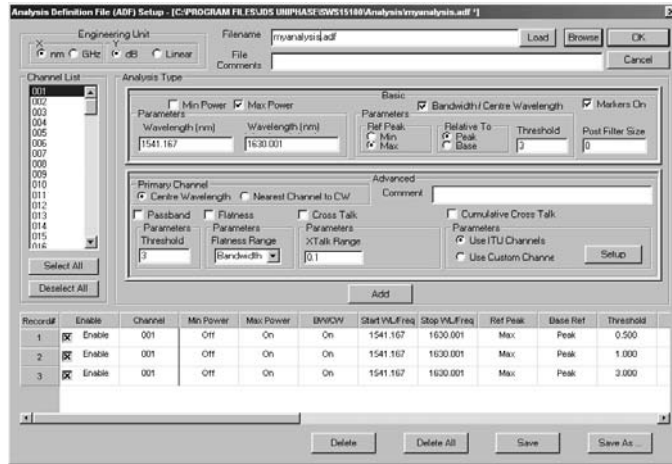 Analysis Definition File (ADF) Setup - [C:\PROGRAM FILES\JDS UNIPHASE\SWS15100\Analysis\myanalysis.adf *]
Engineering Unit
X
Y
nm
GHz
dB
Linear
Filename
myanalysis.adf
Load
Browse
OK
File Comments
Cancel
Channel List
001
002
003
004
005
006
007
008
009
010
011
012
013
014
015
016
Select All
Deselect All
Analysis Type
Basic
Min Power
Max Power
Bandwidth/ Centre Wavelength
Markers On
Parameters
Wavelength (nm)
Wavelength (nm)
1541.167
1630.001
Parameters
Ref Peak
Min
Max
Relative To
Peak
Base
Threshold
3
Post Filter Size
0
Advanced
Primary Channel
Centre Wavelength
Nearest Channel to CW
Comment
Passband
Flatness
Cross Talk
Cumulative Cross Talk
Parameters
Threshold
3
Parameters
Flatness Range
Bandwidth
Parameters
XTalk Range
0.1
Parameters
Use ITU Channels
Use Custom Channe
Setup
Add
Record# Enable Channel Min Power Max Power BW/CW Start WL/Freq Stop WL/Freq Ref Peak Base Ref Threshold
1 Enable 001 Off On On 1541.167 1630.001 Max Peak 0.500
2 Enable 001 Off On On 1541.167 1630.001 Max Peak 1.000
3 Enable 001 Off On On 1541.167 1630.001 Max Peak 3.000
Delete
Delete All
Save
Save As ...